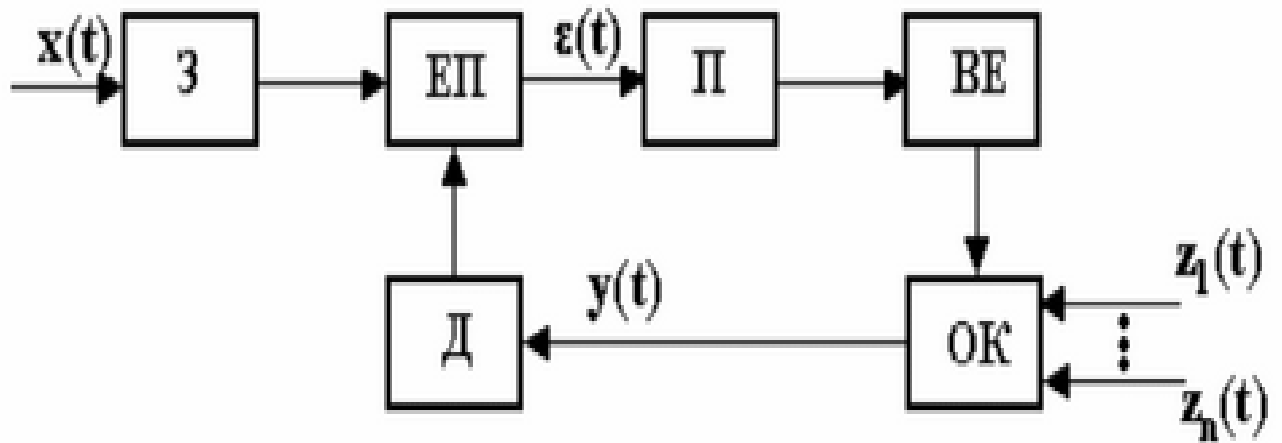 x(t)
З
ЕП
ε(t)
П
ВЕ
Д
y(t)
ОК
z₁(t)
zₙ(t)